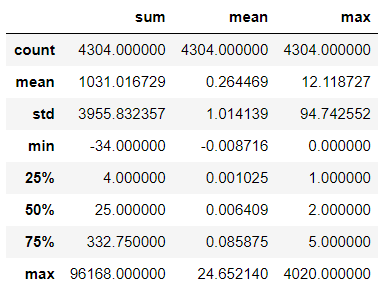 sum mean max
count 4304.000000 4304.000000 4304.000000
mean 1031.016729 0.264469 12.118727
std 3955.832357 1.014139 94.742552
min -34.000000 -0.008716 0.000000
25% 4.000000 0.001025 1.000000
50% 25.000000 0.006409 2.000000
75% 332.750000 0.085875 5.000000
max 96168.000000 24.652140 4020.000000